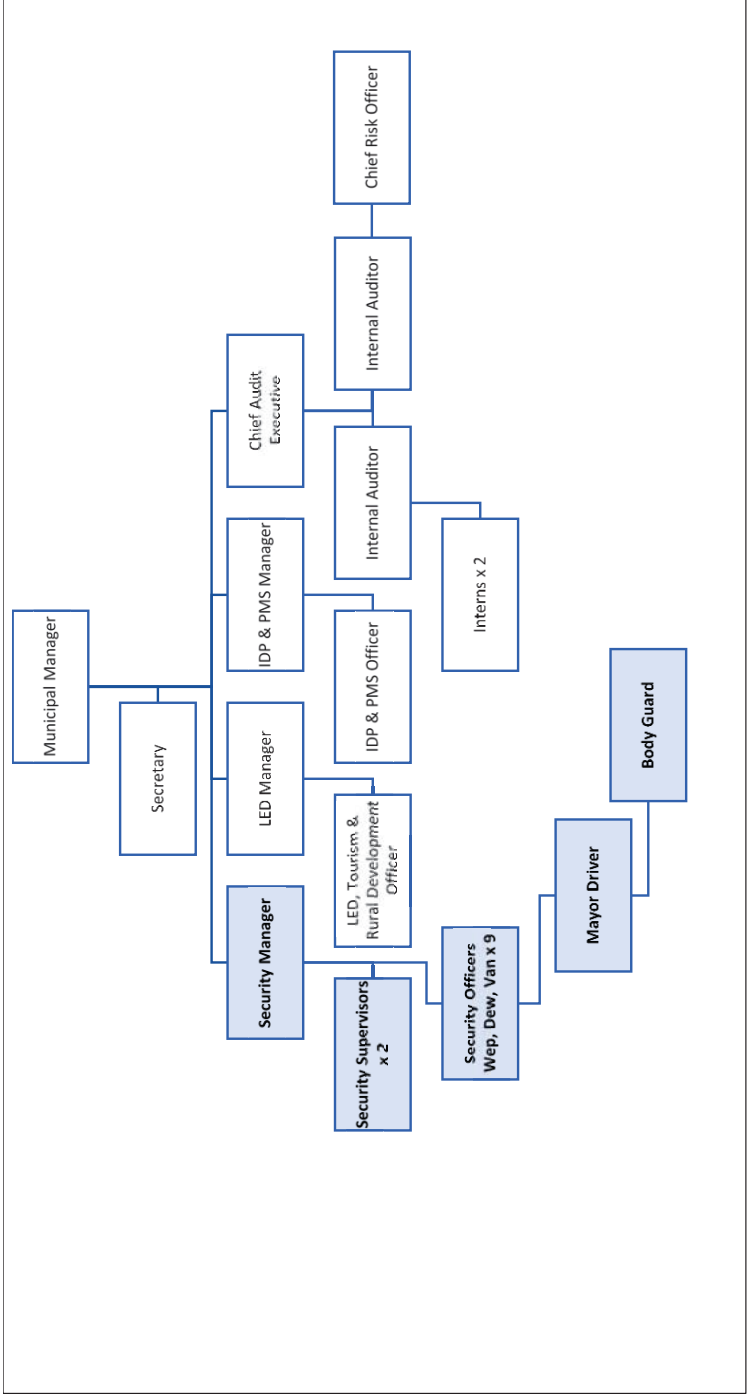 Municipal Manager
Secretary
Security Manager
LED Manager
IDP & PMS Manager
Chief Audit
Executive
Security Supervisors
x 2
LED, Tourism &
Rural Development
Officer
IDP & PMS Officer
Internal Auditor
Internal Auditor
Chief Risk Officer
Security Officers
Wep, Dew, Van x 9
Interns x 2
Mayor Driver
Body Guard